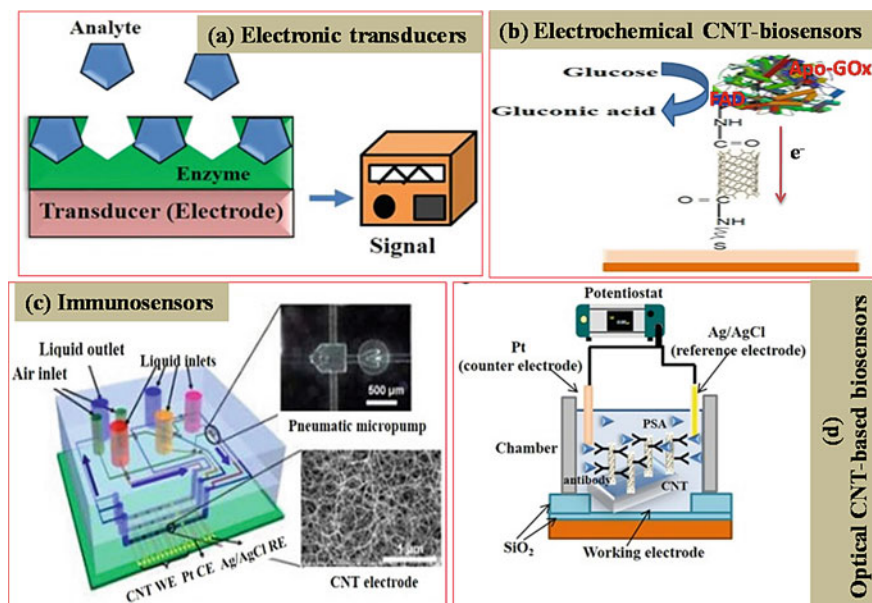 (a) Electronic transducers
Analyte
Enzyme
Transducer (Electrode)
Signal
(b) Electrochemical CNT-biosensors
Glucose
Gluconic acid
Apo-GOx
FAD
N H
C = O
e-
O = C
N H
S
(c) Immunosensors
Liquid outlet
Air inlet
Liquid inlets
500 µm
Pneumatic micropump
1 µm
CNT electrode
CNT WE Pt CE Ag/AgCl RE
Potentiostat
Pt
(counter electrode)
Ag/AgCl
(reference electrode)
Chamber
PSA
antibody
CNT
SiO₂
Working electrode
(d)
Optical CNT-based biosensors